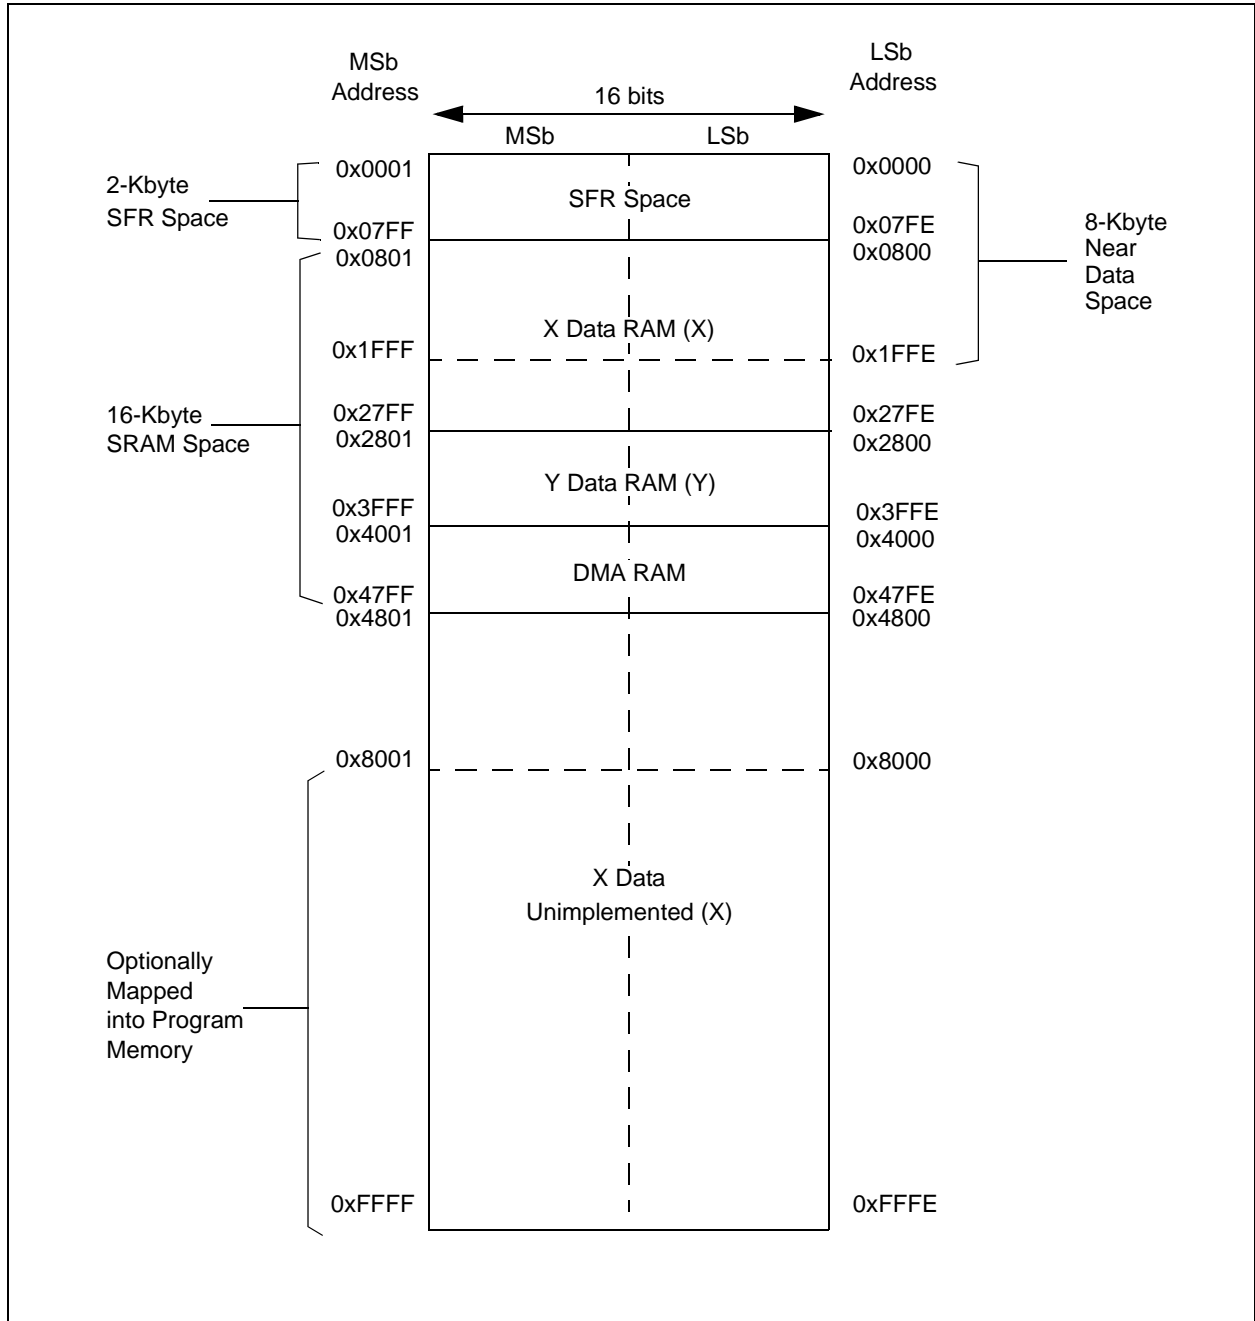 MSb
Address
LSb
Address
16 bits
MSb
LSb
0x0001
0x0000
2-Kbyte
SFR Space
SFR Space
0x07FF
0x07FE
0x0801
0x0800
8-Kbyte
Near
Data
Space
X Data RAM (X)
0x1FFF
0x1FFE
16-Kbyte
SRAM Space
0x27FF
0x27FE
0x2801
0x2800
Y Data RAM (Y)
0x3FFF
0x3FFE
0x4001
0x4000
DMA RAM
0x47FF
0x47FE
0x4801
0x4800
0x8001
0x8000
X Data
Unimplemented (X)
Optionally
Mapped
into Program
Memory
0xFFFF
0xFFFE